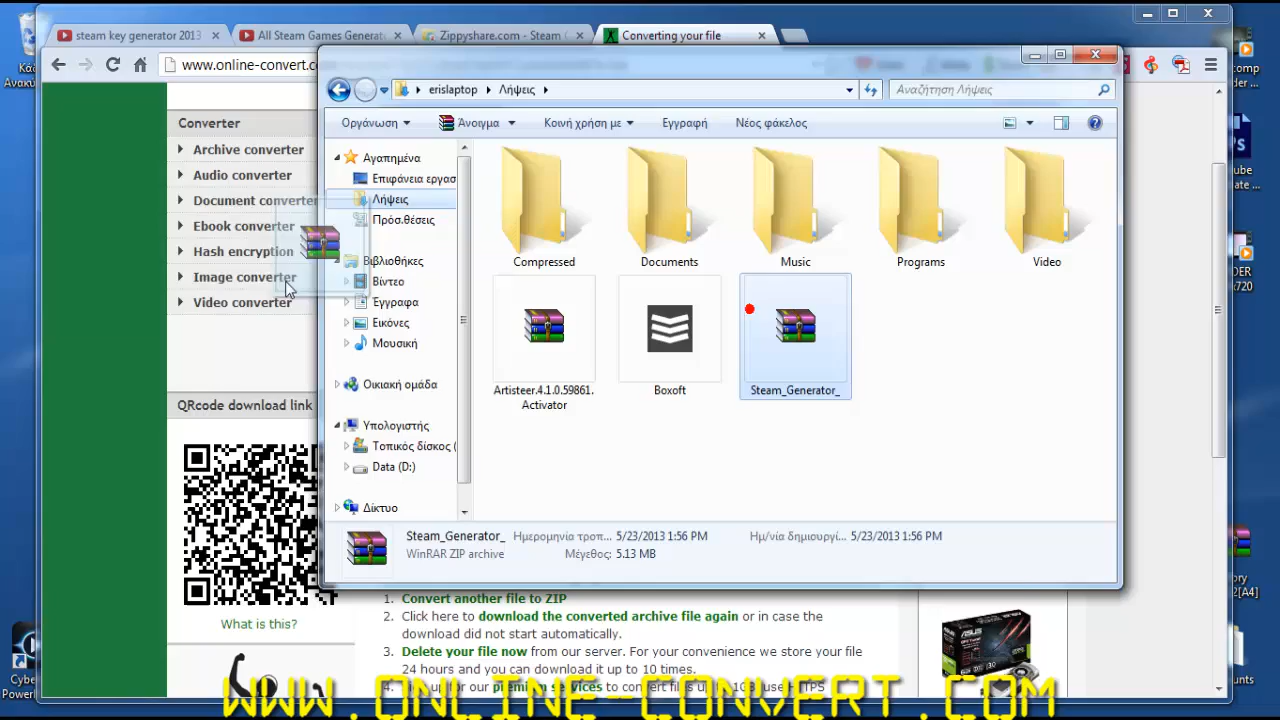 steam key generator 2013
All Steam Games Generat
Zippyshare.com - Steam (
Converting your file
www.online-convert.c
erislaptop
Λήψεις
Αναζήτηση Λήψεις
Οργάνωση
Άνοιγμα
Κοινή χρήση με
Εγγραφή
Νέος φάκελος
Converter
Archive converter
Audio converter
Document converter
Ebook converter
Hash encryption
Image converter
Video converter
QRcode download link
What is this?
Αγαπημένα
Επιφάνεια εργασ
Λήψεις
Πρόσ.θέσεις
Βιβλιοθήκες
Βίντεο
Έγγραφα
Εικόνες
Μουσική
Οικιακή ομάδα
Υπολογιστής
Τοπικός δίσκος (
Data (D:)
Δίκτυο
Compressed
Documents
Music
Programs
Video
Artisteer.4.1.0.59861.
Activator
Boxoft
Steam_Generator_
Steam_Generator_ Ημερομηνία τροπ... 5/23/2013 1:56 PM Ημ/νία δημιουργί... 5/23/2013 1:56 PM
WinRAR ZIP archive Μέγεθος: 5.13 MB
1. Convert another file to ZIP
2. Click here to download the converted archive file again or in case the
download did not start automatically.
3. Delete your file now from our server. For your convenience we store your file
24 hours and you can download it up to 10 times.
premium services to convert files
WWW.ONLINE-CONVERT.COM